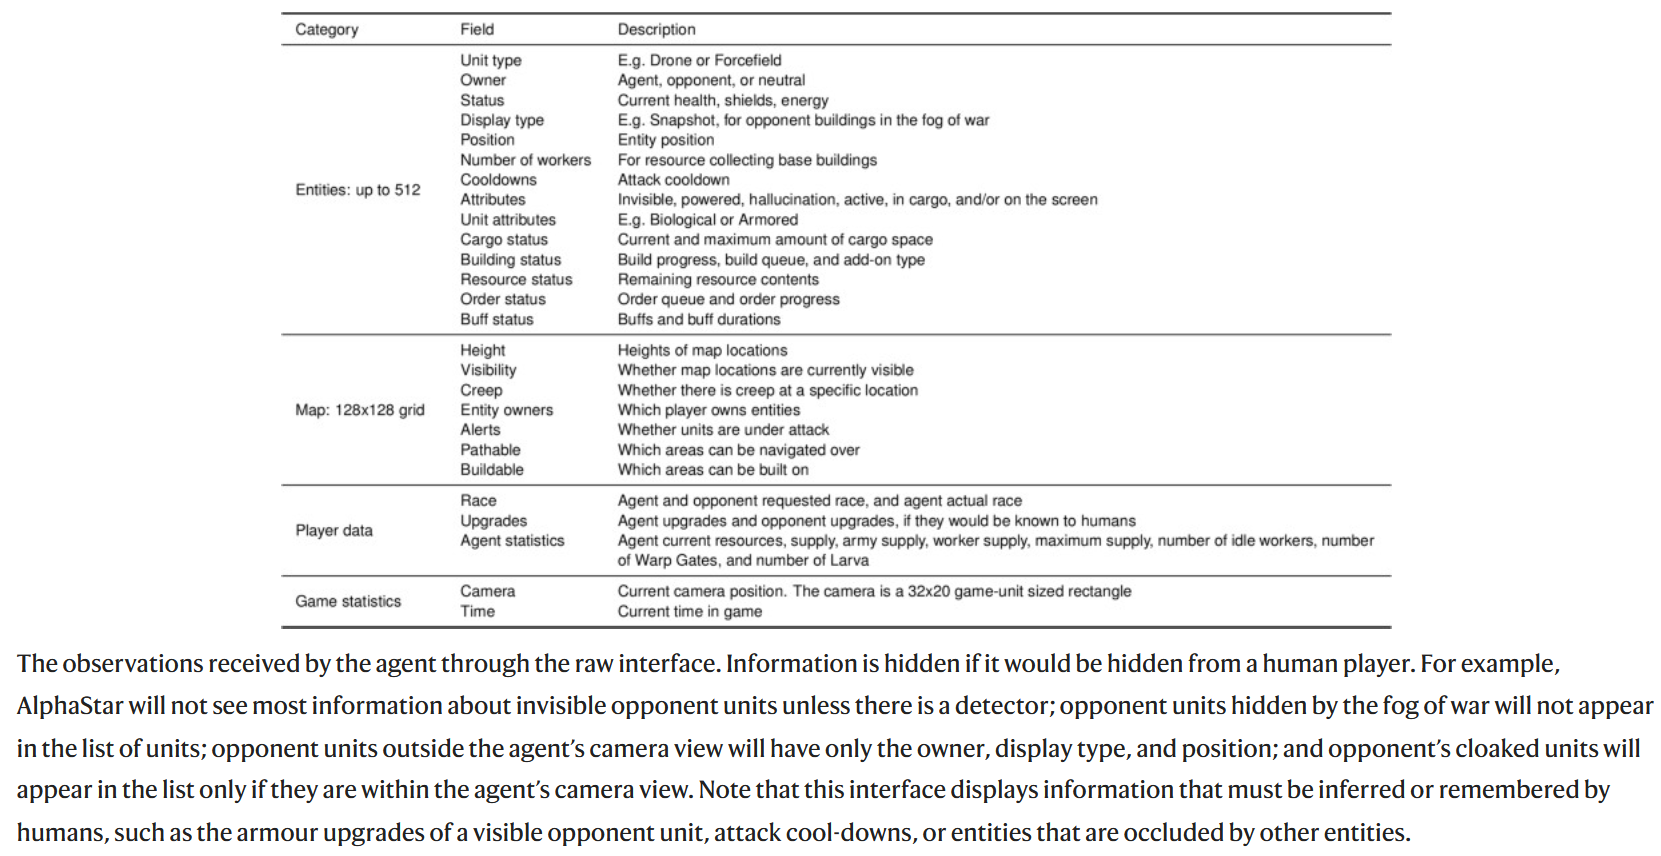 Category Field Description
Unit type E.g. Drone or Forcefield
Owner Agent, opponent, or neutral
Status Current health, shields, energy
Display type E.g. Snapshot, for opponent buildings in the fog of war
Position Entity position
Number of workers For resource collecting base buildings
Cooldowns Attack cooldown
Entities: up to 512
Attributes Invisible, powered, hallucination, active, in cargo, and/or on the screen
Unit attributes E.g. Biological or Armored
Cargo status Current and maximum amount of cargo space
Building status Build progress, build queue, and add-on type
Resource status Remaining resource contents
Order status Order queue and order progress
Buff status Buffs and buff durations
Height Heights of map locations
Visibility Whether map locations are currently visible
Creep Whether there is creep at a specific location
Map: 128x128 grid Entity owners Which player owns entities
Alerts Whether units are under attack
Pathable Which areas can be navigated over
Buildable Which areas can be built on
Race Agent and opponent requested race, and agent actual race
Upgrades Agent upgrades and opponent upgrades, if they would be known to humans
Player data
Agent statistics Agent current resources, supply, army supply, worker supply, maximum supply, number of idle workers, number
of Warp Gates, and number of Larva
Camera Current camera position. The camera is a 32x20 game-unit sized rectangle
Game statistics
Time Current time in game
The observations received by the agent through the raw interface. Information is hidden if it would be hidden from a human player. For example,
AlphaStar will not see most information about invisible opponent units unless there is a detector; opponent units hidden by the fog of war will not appear
in the list of units; opponent units outside the agent’s camera view will have only the owner, display type, and position; and opponent’s cloaked units will
appear in the list only if they are within the agent’s camera view. Note that this interface displays information that must be inferred or remembered by
humans, such as the armour upgrades of a visible opponent unit, attack cool-downs, or entities that are occluded by other entities.